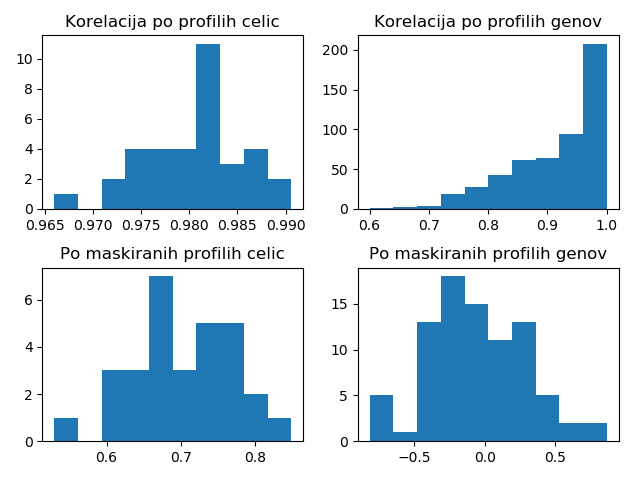 Korelacija po profilih celic
10
8
6
4
2
0
0.965 0.970 0.975 0.980 0.985 0.990
Korelacija po profilih genov
200
150
100
50
0
0.6 0.7 0.8 0.9 1.0
Po maskiranih profilih celic
6
4
2
0
0.6 0.7 0.8
Po maskiranih profilih genov
15
10
5
0
−0.5 0.0 0.5